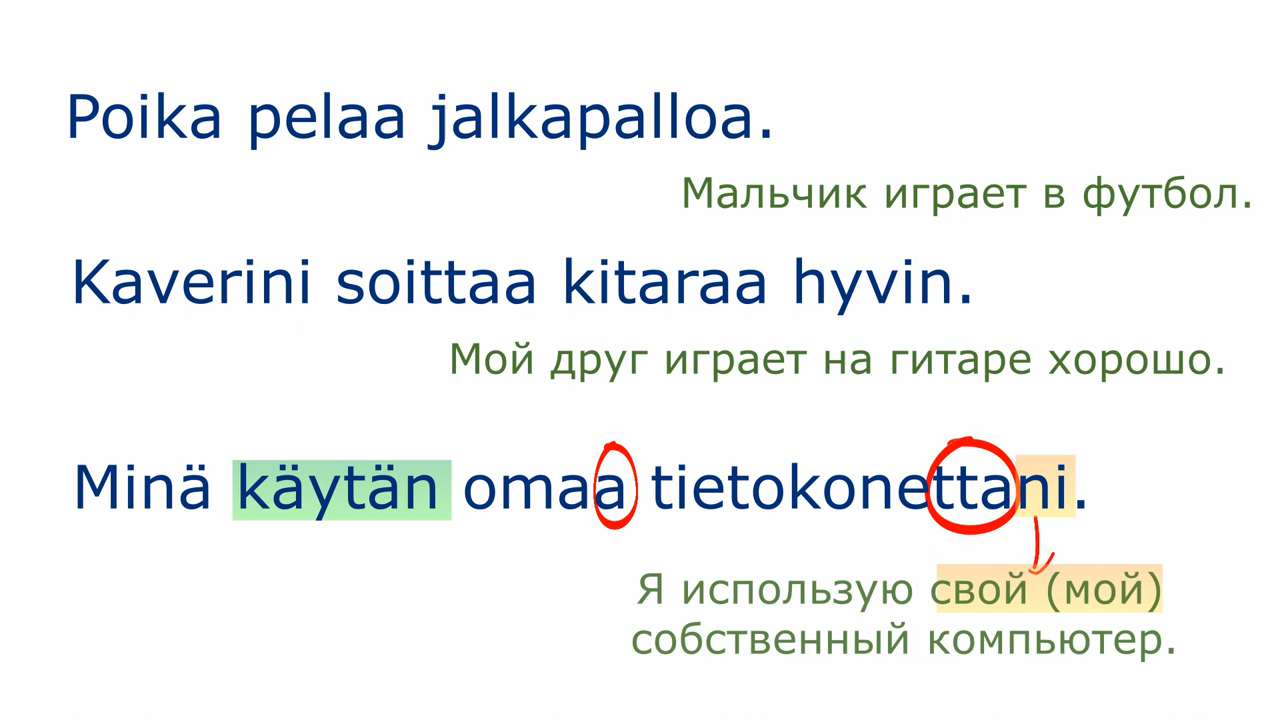 Poika pelaa jalkapalloa.
Мальчик играет в футбол.
Kaverini soittaa kitaraa hyvin.
Мой друг играет на гитаре хорошо.
Minä käytän omaa tietokonettani.
Я использую свой (мой)
собственный компьютер.